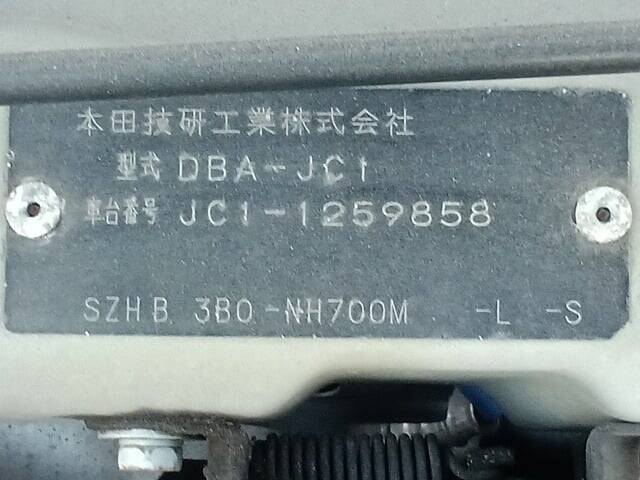 本田技研工業株式会社
型式 DBA-JC1
車台番号 JC1-1259858
SZHB 3B0-NH700M -L -S